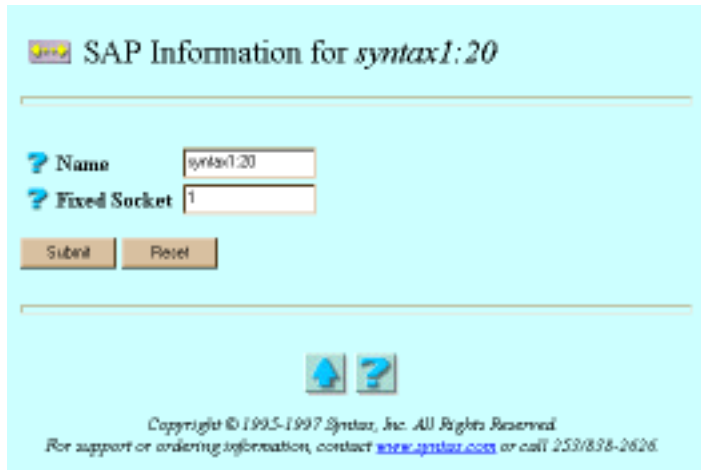 SAP Information for syntax1:20
Name syntax1:20
Fixed Socket 1
Submit Reset
Copyright © 1995-1997 Syntax, Inc. All Rights Reserved.
For support or ordering information, contact www.syntax.com or call 253/838-2626.